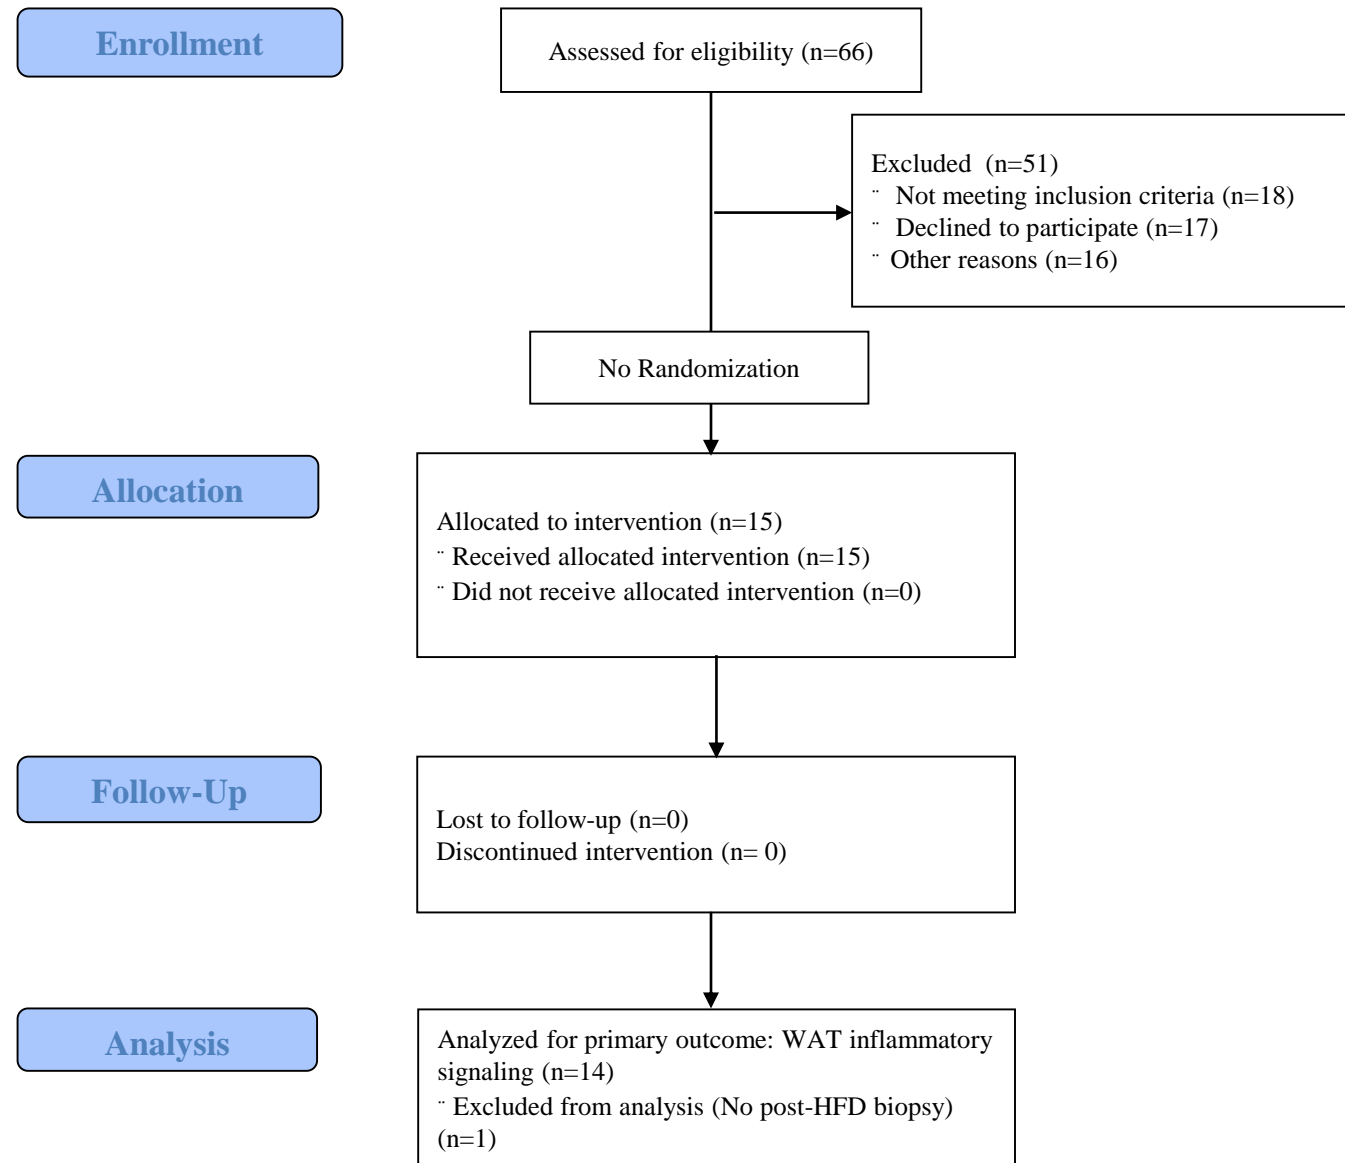 Enrollment
Assessed for eligibility (n=66)
Excluded (n=51)
¨ Not meeting inclusion criteria (n=18)
¨ Declined to participate (n=17)
¨ Other reasons (n=16)
No Randomization
Allocation
Allocated to intervention (n=15)
¨ Received allocated intervention (n=15)
¨ Did not receive allocated intervention (n=0)
Follow-Up
Lost to follow-up (n=0)
Discontinued intervention (n= 0)
Analysis
Analyzed for primary outcome: WAT inflammatory
signaling (n=14)
¨ Excluded from analysis (No post-HFD biopsy)
(n=1)